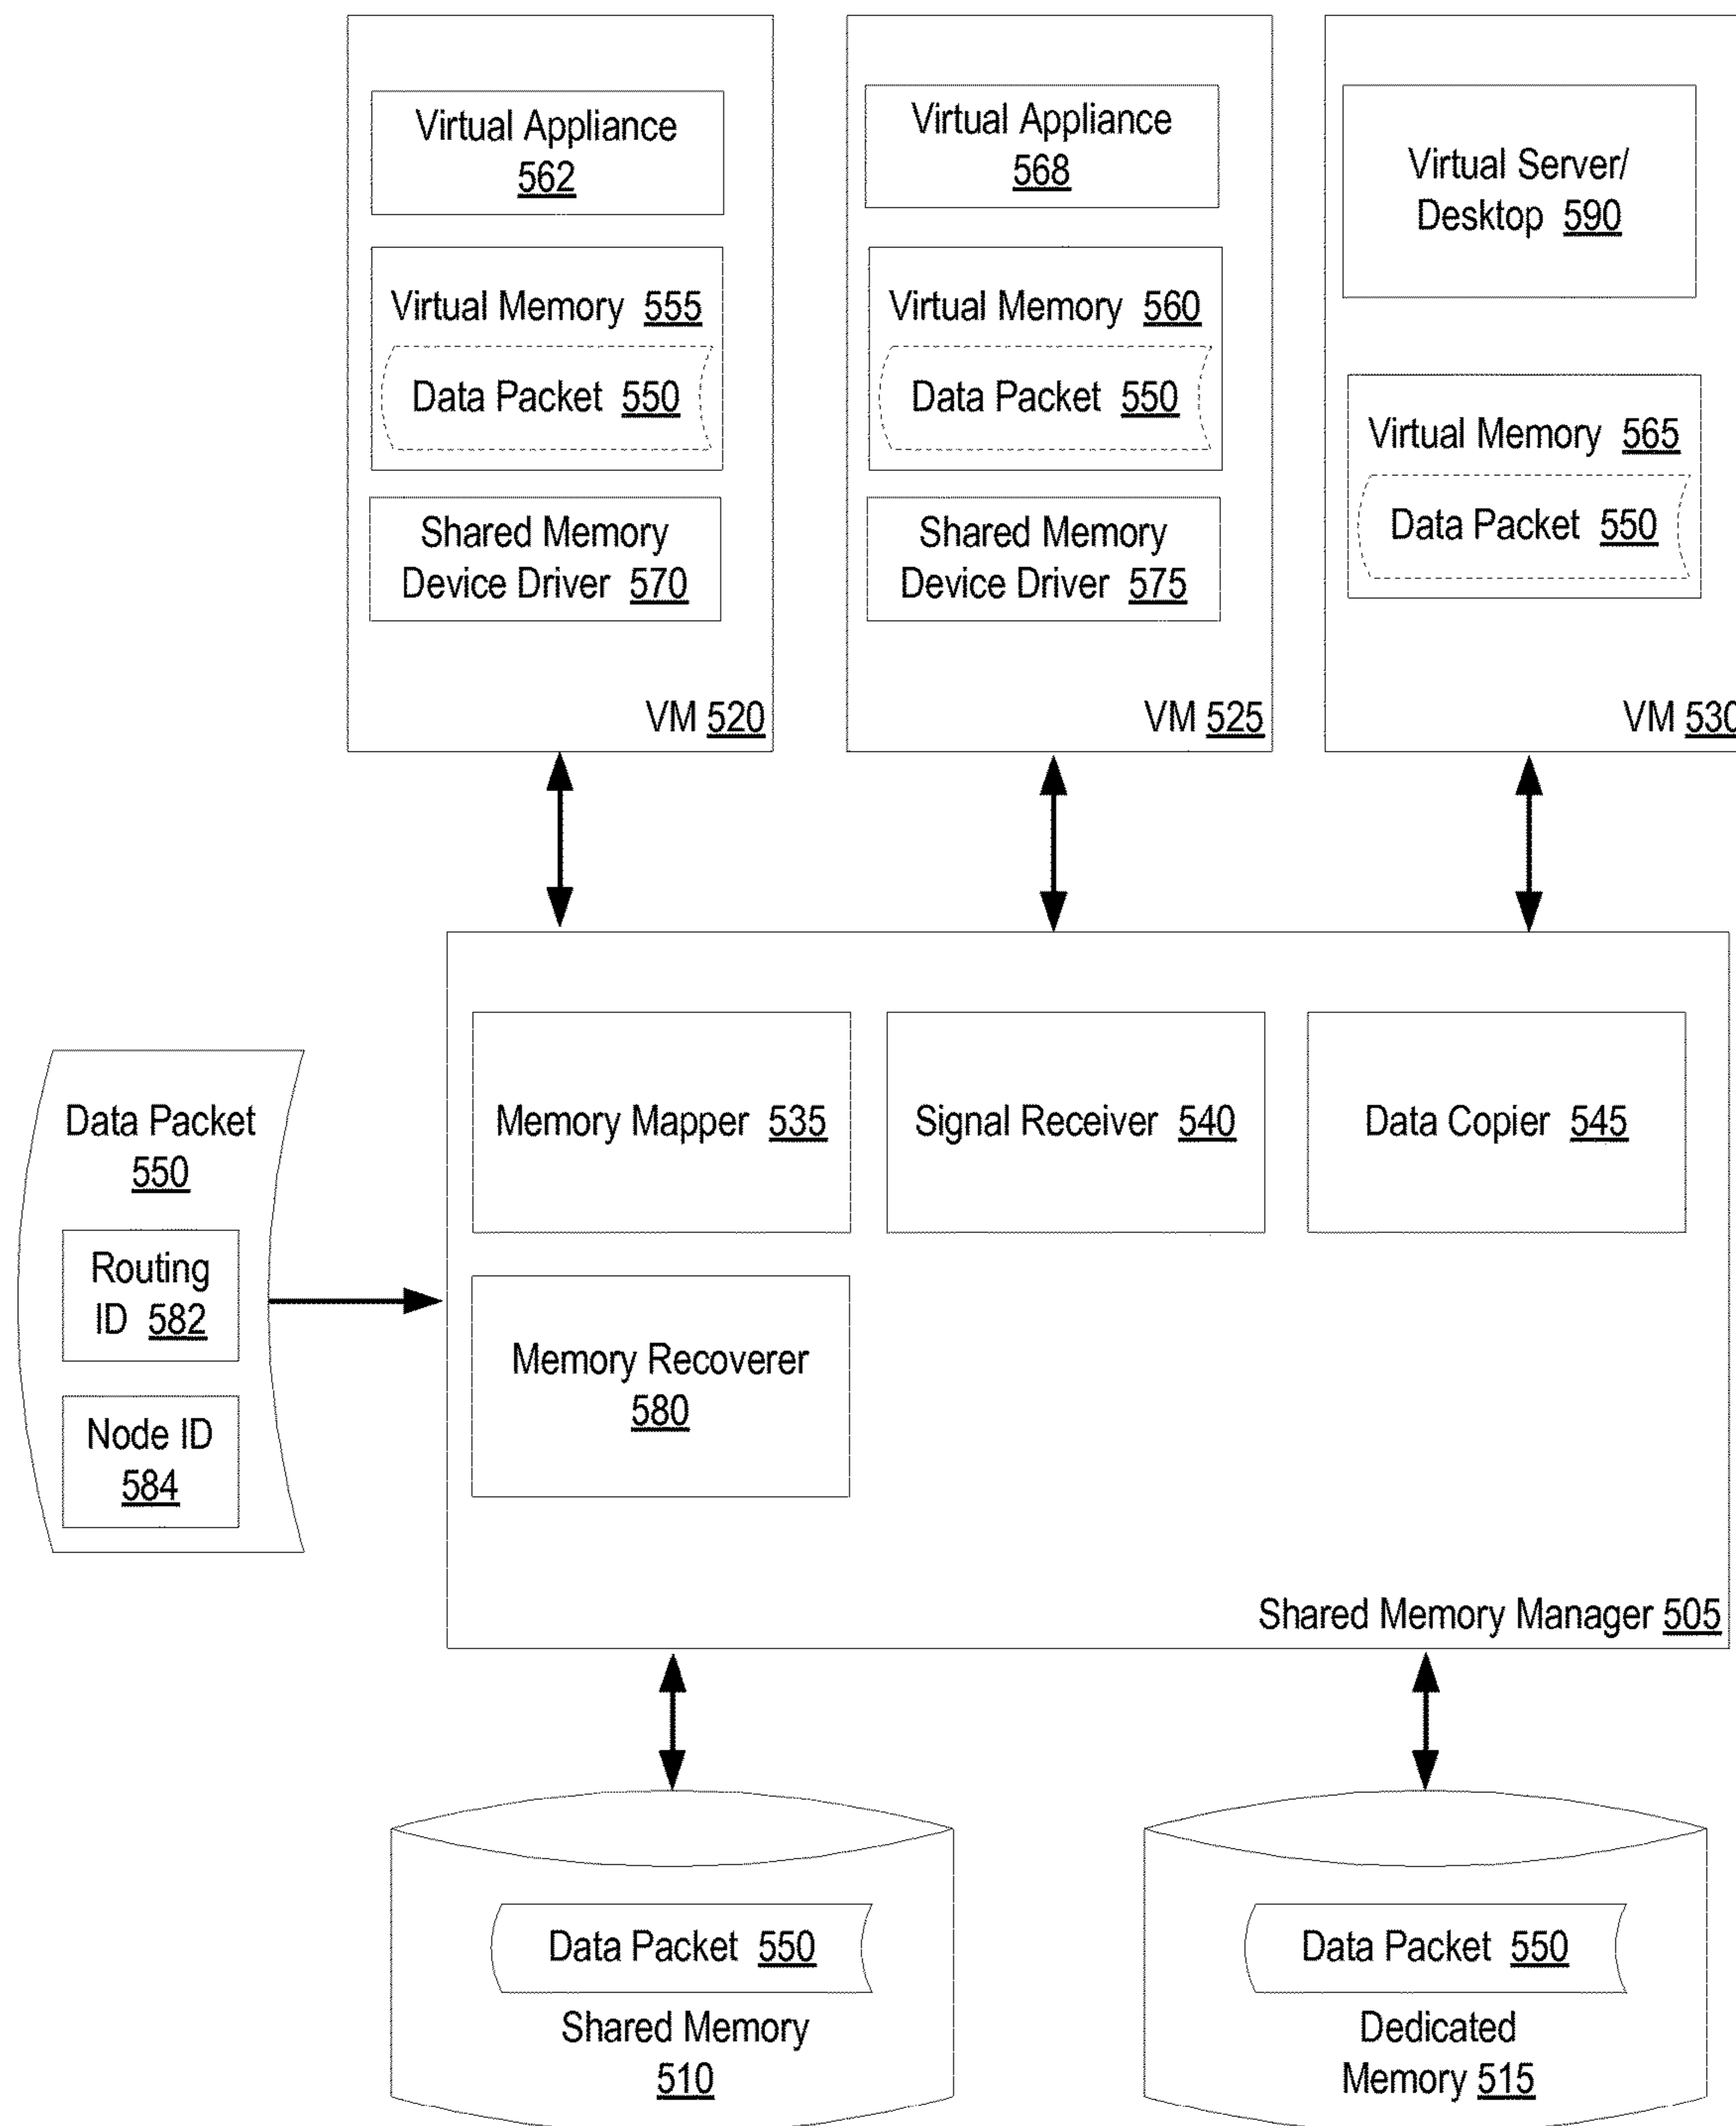 Virtual Appliance
562
Virtual Memory 555
Data Packet 550
Shared Memory
Device Driver 570
VM 520
Virtual Appliance
568
Virtual Memory 560
Data Packet 550
Shared Memory
Device Driver 575
VM 525
Virtual Server/
Desktop 590
Virtual Memory 565
Data Packet 550
VM 530
Data Packet
550
Routing
ID 582
Node ID
584
Memory Mapper 535
Signal Receiver 540
Data Copier 545
Memory Recoverer
580
Shared Memory Manager 505
Data Packet 550
Shared Memory
510
Data Packet 550
Dedicated
Memory 515